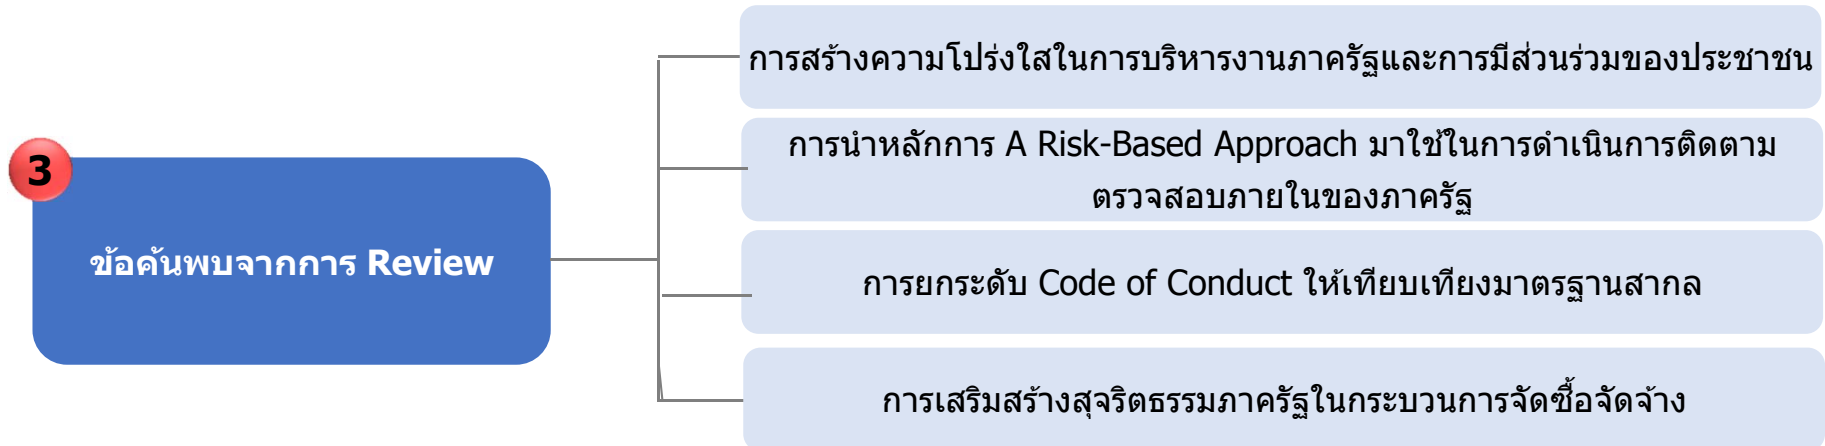 3
ข้อค้นพบจากการ Review
การสร้างความโปร่งใสในการบริหารงานภาครัฐและการมีส่วนร่วมของประชาชน
การนำหลักการ A Risk-Based Approach มาใช้ในการดำเนินการติดตาม
ตรวจสอบภายในของภาครัฐ
การยกระดับ Code of Conduct ให้เทียบเทียงมาตรฐานสากล
การเสริมสร้างสุจริตธรรมภาครัฐในกระบวนการจัดซื้อจัดจ้าง